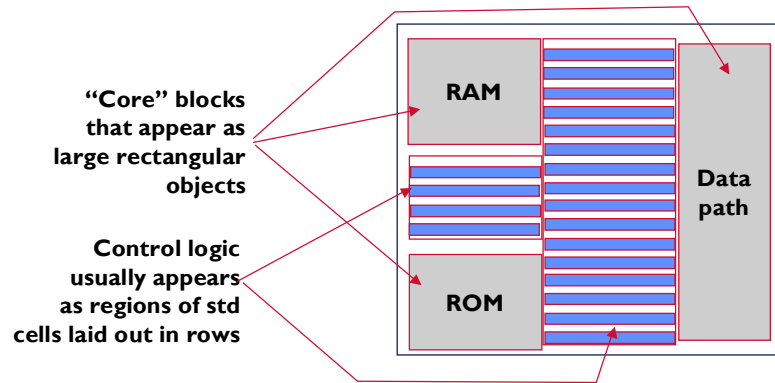 “Core” blocks
that appear as
large rectangular
objects
Control logic
usually appears
as regions of std
cells laid out in rows
RAM
ROM
Data
path